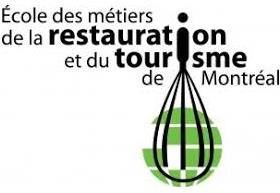 École des métiers
de la restauration
et du tourisme
de Montréal